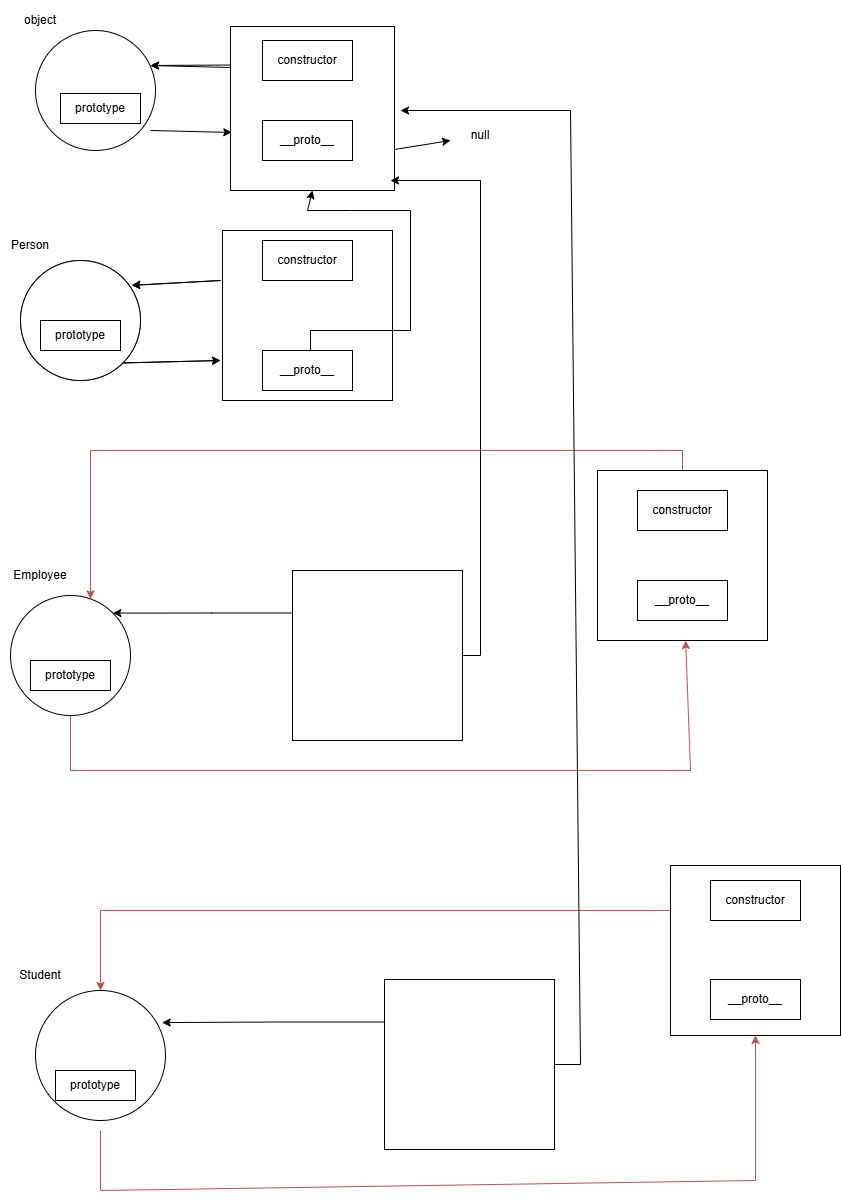 object
constructor
prototype
__proto__
null
Person
constructor
prototype
__proto__
constructor
Employee
__proto__
prototype
constructor
Student
__proto__
prototype